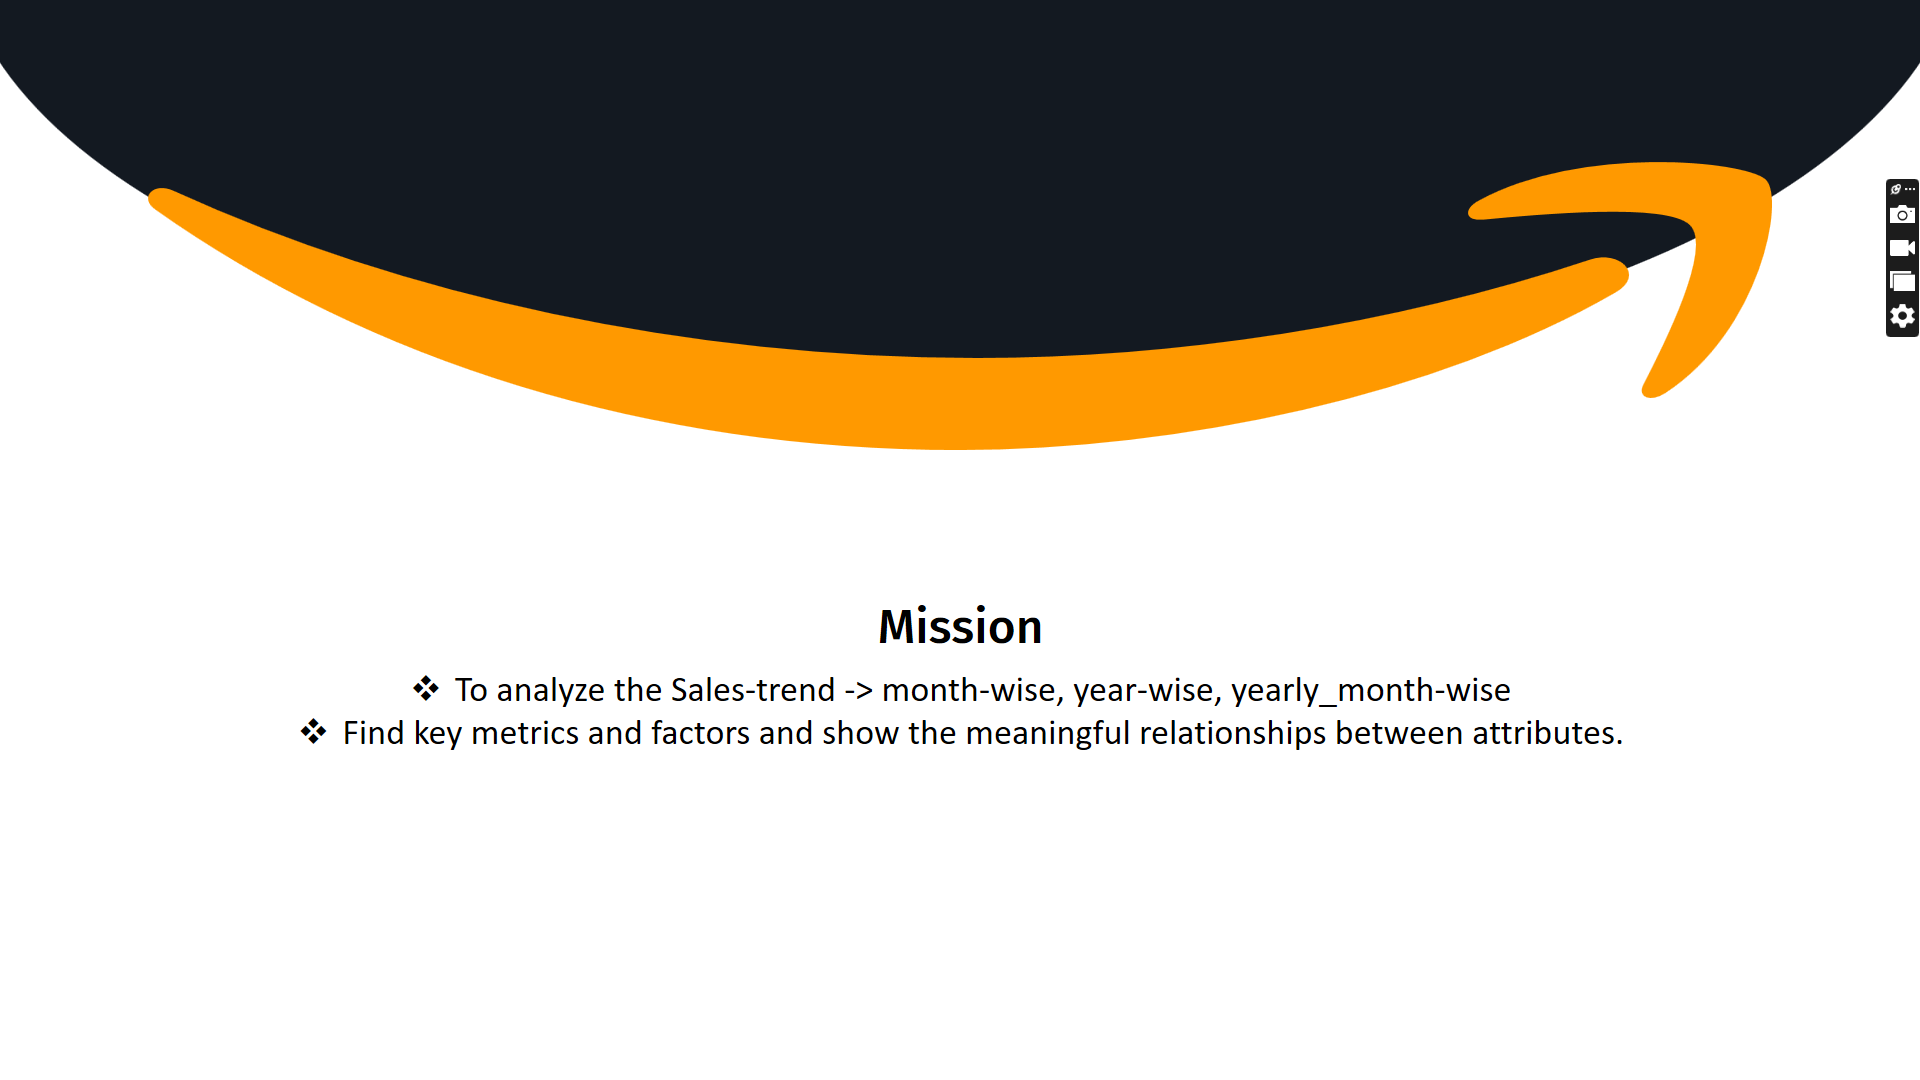 Mission
❖ To analyze the Sales-trend -> month-wise, year-wise, yearly_month-wise
❖ Find key metrics and factors and show the meaningful relationships between attributes.